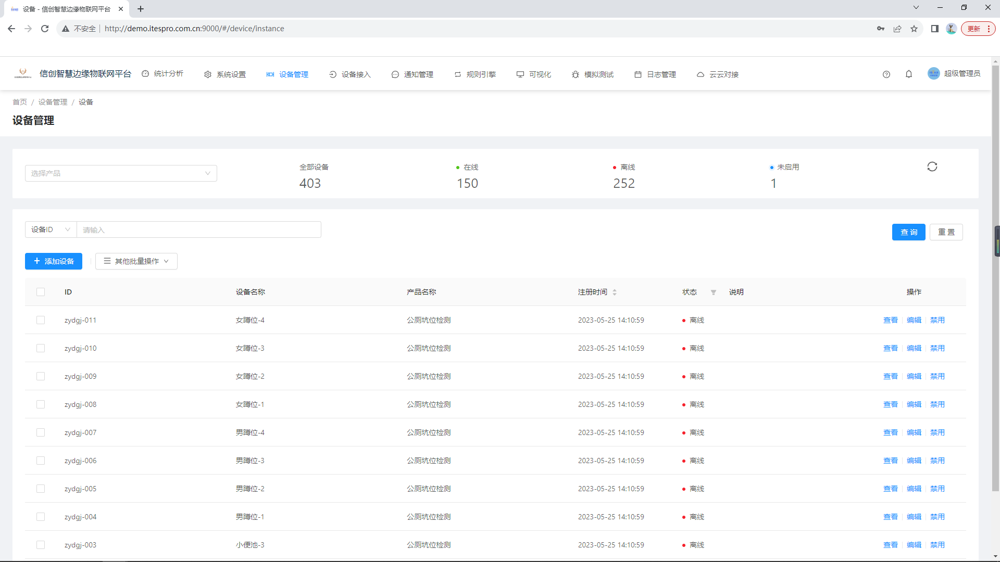 设备 - 信创智慧边缘物联网平台
不安全 http://demo.itespro.com.cn:9000/#/device/instance 更新
信创智慧边缘物联网平台 统计分析 系统设置 设备管理 设备接入 通知管理 规则引擎 可视化 模拟测试 日志管理 云云对接 超级管理员
首页 / 设备管理 / 设备
设备管理
选择产品
全部设备 在线 离线 未启用
403 150 252 1
设备ID 请输入 查 询 重 置
添加设备 其他批量操作
ID 设备名称 产品名称 注册时间 状态 说明 操作
zydgj-011 女蹲位-4 公厕坑位检测 2023-05-25 14:10:59 离线 查看 编辑 禁用
zydgj-010 女蹲位-3 公厕坑位检测 2023-05-25 14:10:59 离线 查看 编辑 禁用
zydgj-009 女蹲位-2 公厕坑位检测 2023-05-25 14:10:59 离线 查看 编辑 禁用
zydgj-008 女蹲位-1 公厕坑位检测 2023-05-25 14:10:59 离线 查看 编辑 禁用
zydgj-007 男蹲位-4 公厕坑位检测 2023-05-25 14:10:59 离线 查看 编辑 禁用
zydgj-006 男蹲位-3 公厕坑位检测 2023-05-25 14:10:59 离线 查看 编辑 禁用
zydgj-005 男蹲位-2 公厕坑位检测 2023-05-25 14:10:59 离线 查看 编辑 禁用
zydgj-004 男蹲位-1 公厕坑位检测 2023-05-25 14:10:59 离线 查看 编辑 禁用
zydgj-003 小便池-3 公厕坑位检测 2023-05-25 14:10:59 离线 查看 编辑 禁用